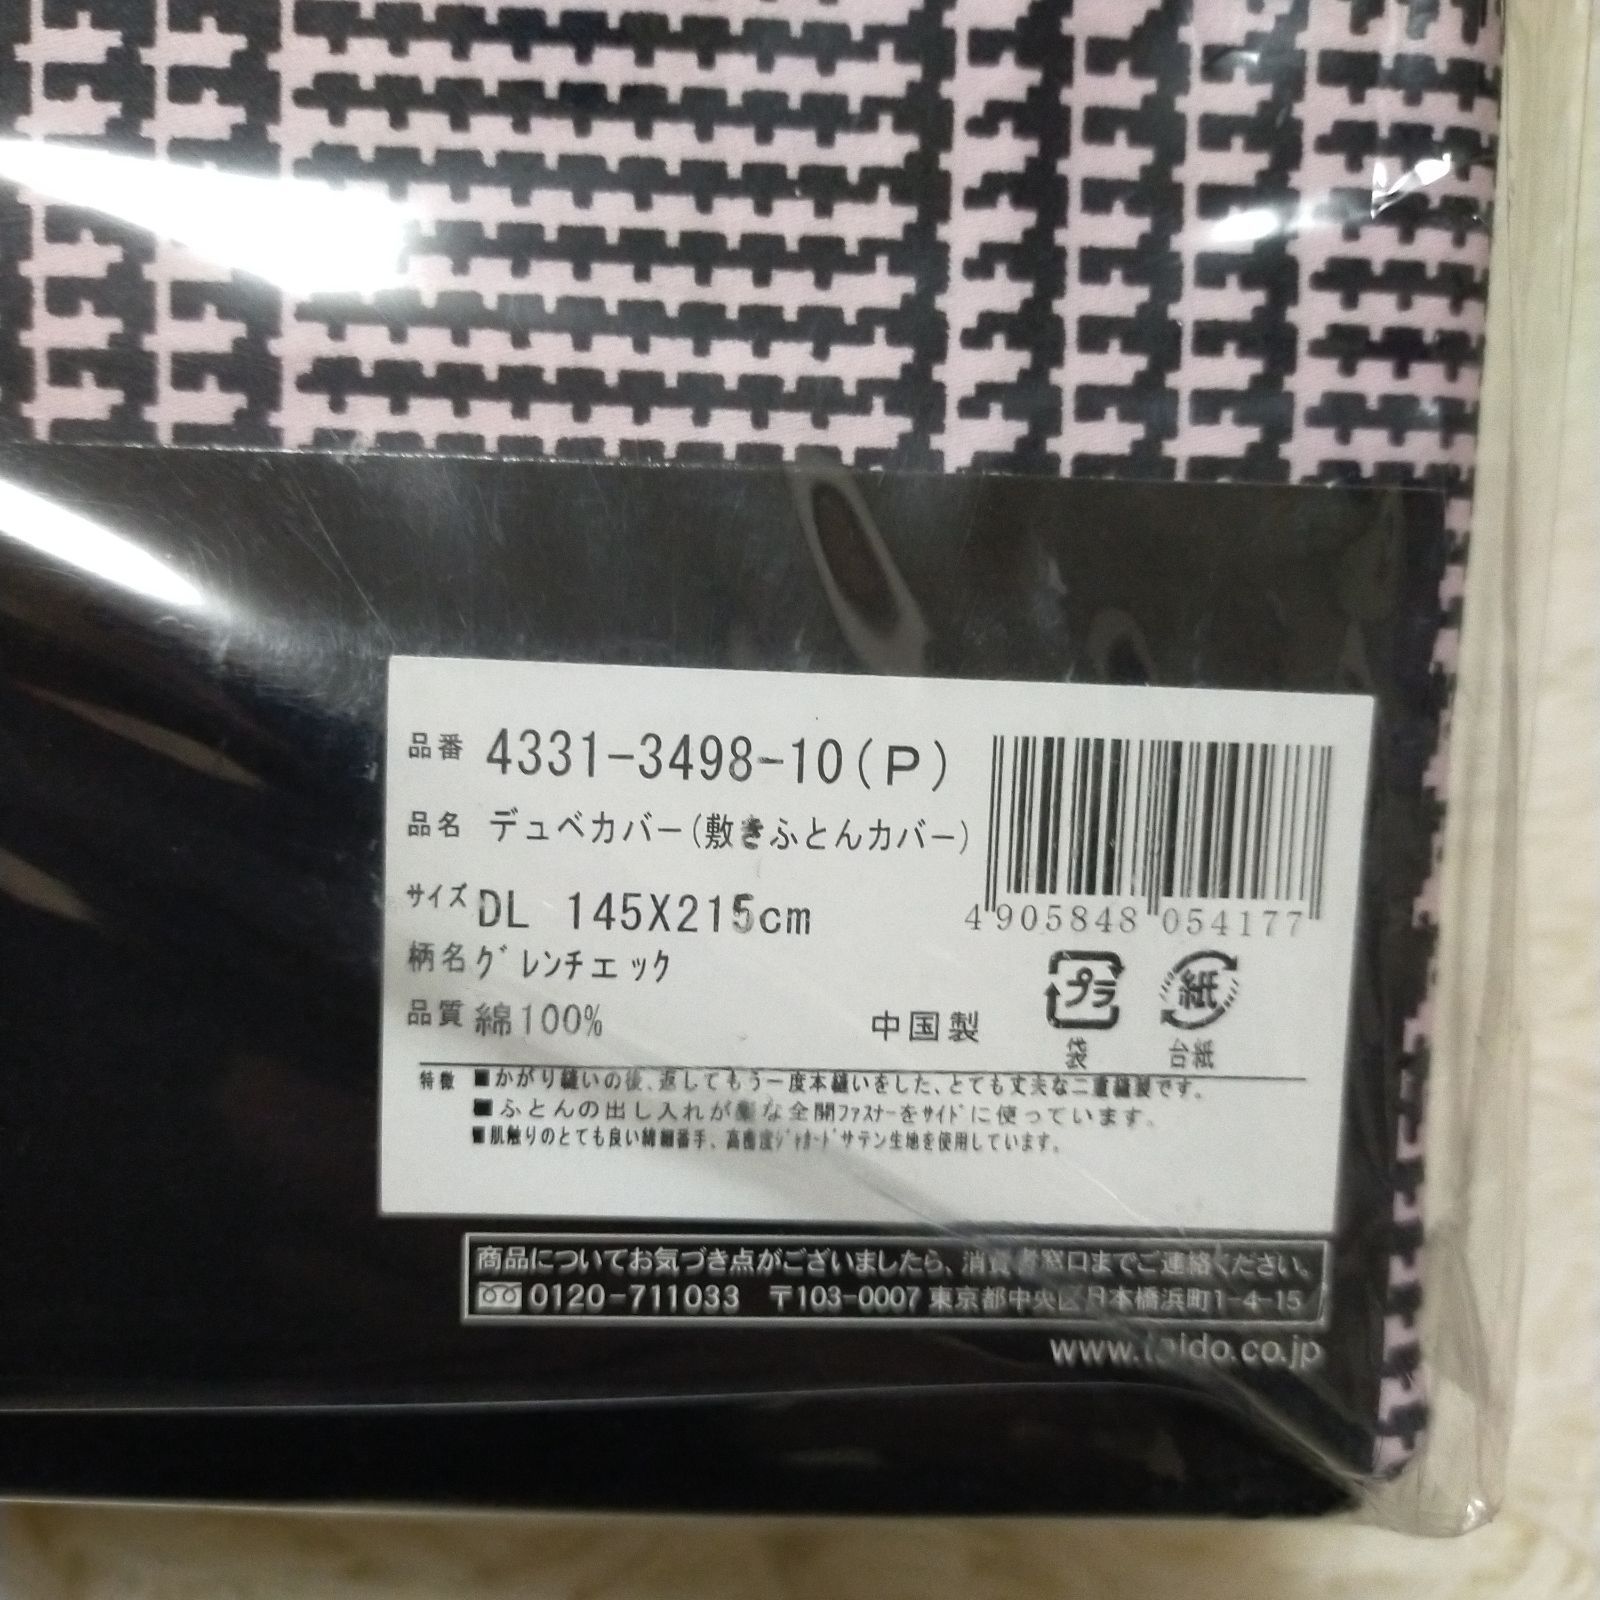 品番 4331-3498-10(P)
品名 デュベカバー(敷きふとんカバー)
サイズ DL 145X215cm
柄名 グレンチェック
品質 綿100%
中国製
4905848 054177
プラ
袋
紙
台紙
特徴 ■かがり縫いの後、返してもう一度本縫いをした、とても丈夫な二重縫製です。
■ふとんの出し入れが楽な全開ファスナーをサイドに使っています。
■肌触りのとても良い綿細番手、高密度ジャカードサテン生地を使用しています。
商品についてお気づき点がございましたら、消費者窓口までご連絡ください。
0120-711033 〒103-0007 東京都中央区日本橋浜町1-4-15
www.taido.co.jp